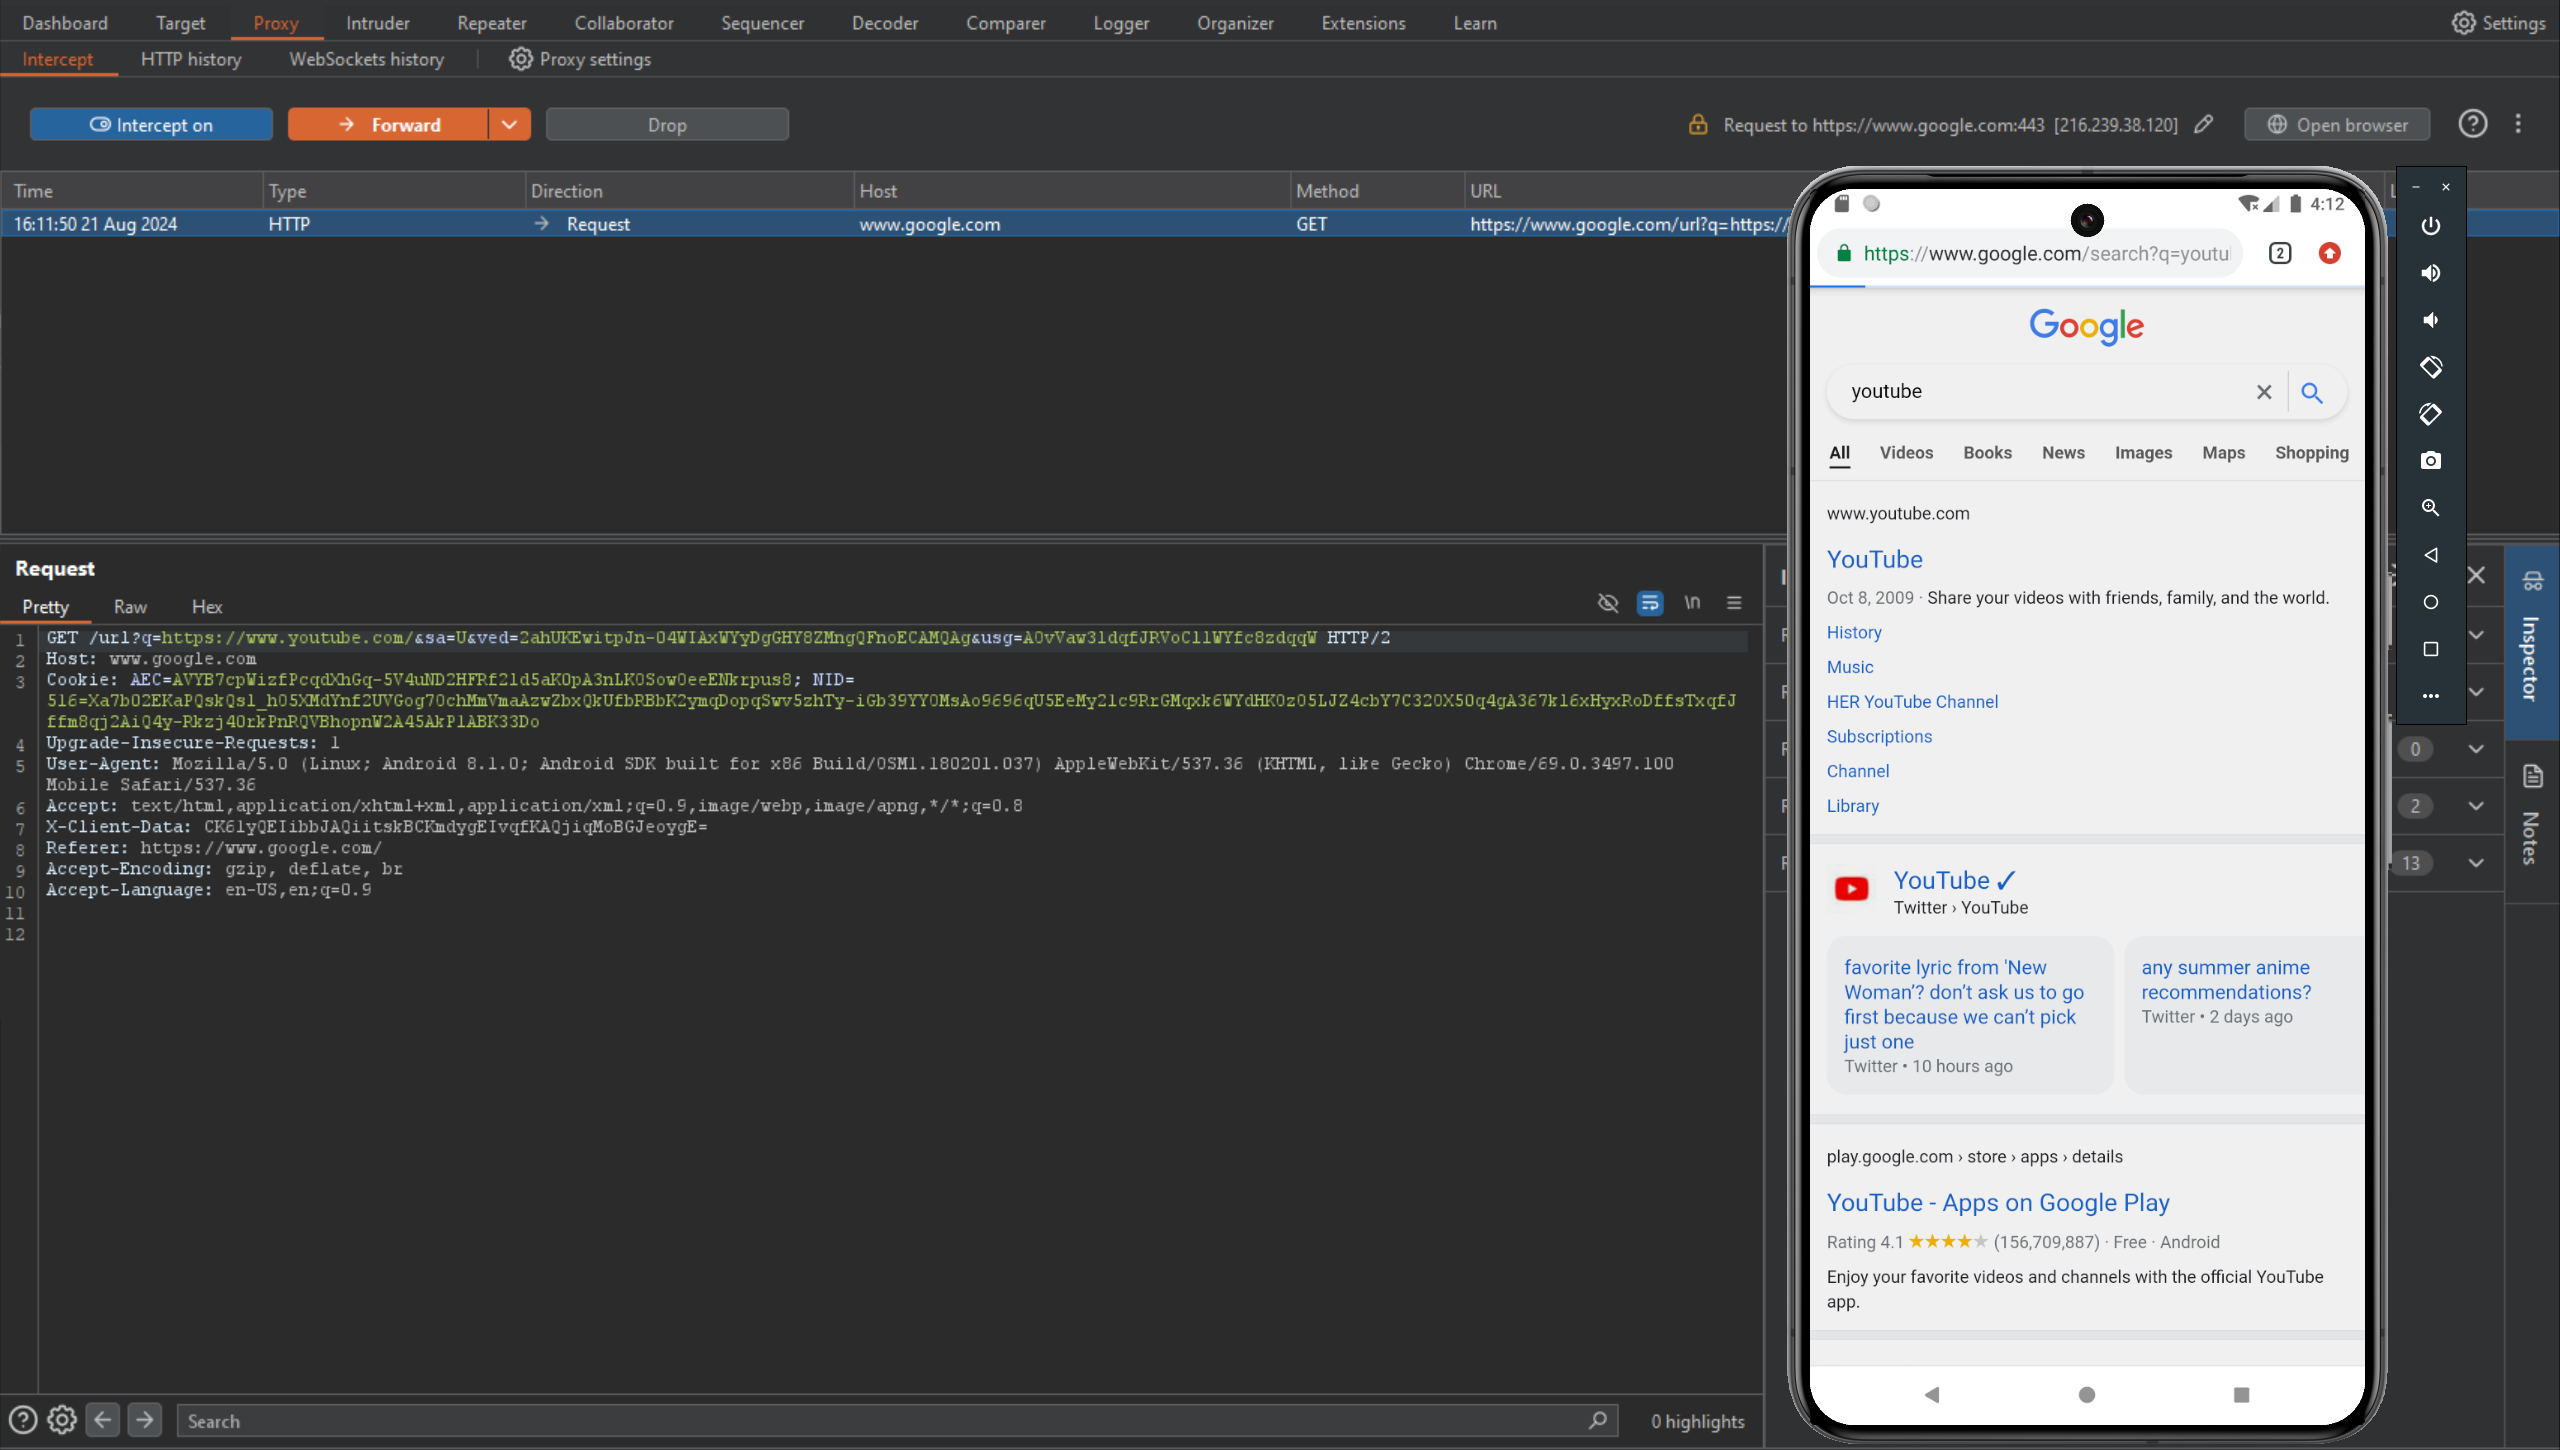 Dashboard Target Proxy Intruder Repeater Collaborator Sequencer Decoder Comparer Logger Organizer Extensions Learn Settings
Intercept HTTP history WebSockets history Proxy settings
Intercept on Forward Drop Request to https://www.google.com:443 [216.239.38.120] Open browser
Time Type Direction Host Method URL
16:11:50 21 Aug 2024 HTTP Request www.google.com GET https://www.google.com/url?q=https://
Request
Pretty Raw Hex \n
1 GET /url?q=https://www.youtube.com/&sa=U&ved=2ahUKEwitpJn-04WIAxWYyDgGHY8ZMngQFnoECAMQAg&usg=AOvVaw3ldqfJRVoCllWYfc8zdqqW HTTP/2
2 Host: www.google.com
3 Cookie: AEC=AVYB7cpWizfPcqdXhGq-5V4uND2HFRf2ld5aKOpA3nLKOSow0eeENkrpus8; NID=
516=Xa7b02EKaPQskQsl_h05XMdYnf2UVGog70chMmVmaAzwZbxQkUfbRBbK2ymqDopqSwv5zhTy-iGb39YY0MsAo9696qU5EeMy2lc9RrGMqxk6WYdHK0z05LJZ4cbY7C320X50q4gA367kl6xHyxRoDffsTxqfJ
ffm8qj2AiQ4y-Rkzj40rkPnRQVBhopnW2A45AkPlABK33Do
4 Upgrade-Insecure-Requests: 1
5 User-Agent: Mozilla/5.0 (Linux; Android 8.1.0; Android SDK built for x86 Build/OSM1.180201.037) AppleWebKit/537.36 (KHTML, like Gecko) Chrome/69.0.3497.100
Mobile Safari/537.36
6 Accept: text/html,application/xhtml+xml,application/xml;q=0.9,image/webp,image/apng,*/*;q=0.8
7 X-Client-Data: CK6lyQEIibbJAQiitskBCKmdygEIvqfKAQjiqMoBGJeoygE=
8 Referer: https://www.google.com/
9 Accept-Encoding: gzip, deflate, br
10 Accept-Language: en-US,en;q=0.9
11
12
Search 0 highlights
4:12
https://www.google.com/search?q=youtu
2
Google
youtube
All Videos Books News Images Maps Shopping
www.youtube.com
YouTube
Oct 8, 2009 · Share your videos with friends, family, and the world.
History
Music
HER YouTube Channel
Subscriptions
Channel
Library
YouTube ✓
Twitter › YouTube
favorite lyric from 'New
Woman'? don't ask us to go
first because we can't pick
just one
Twitter • 10 hours ago
any summer anime
recommendations?
Twitter • 2 days ago
play.google.com › store › apps › details
YouTube - Apps on Google Play
Rating 4.1 ★★★★★ (156,709,887) · Free · Android
Enjoy your favorite videos and channels with the official YouTube
app.
0
2
13
Inspector
Notes